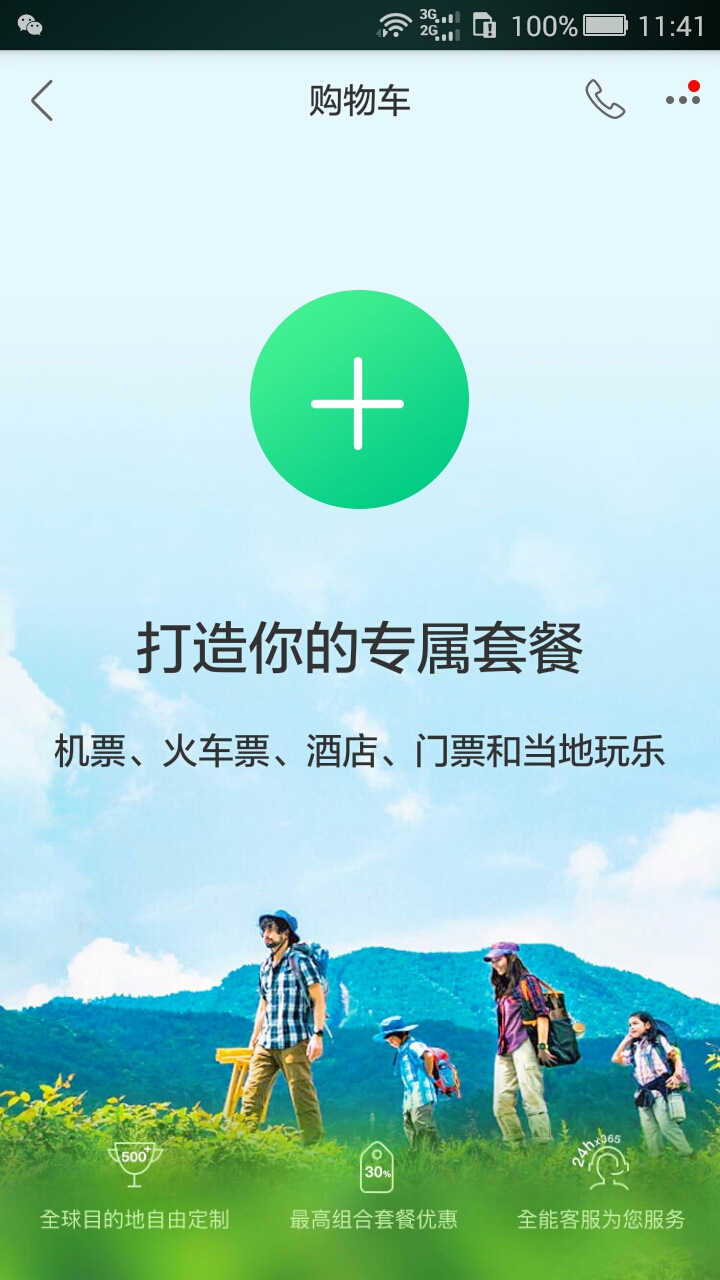 3G
2G
100%
11:41
购物车
打造你的专属套餐
机票、火车票、酒店、门票和当地玩乐
500+
30%
24h×365
全球目的地自由定制
最高组合套餐优惠
全能客服为您服务